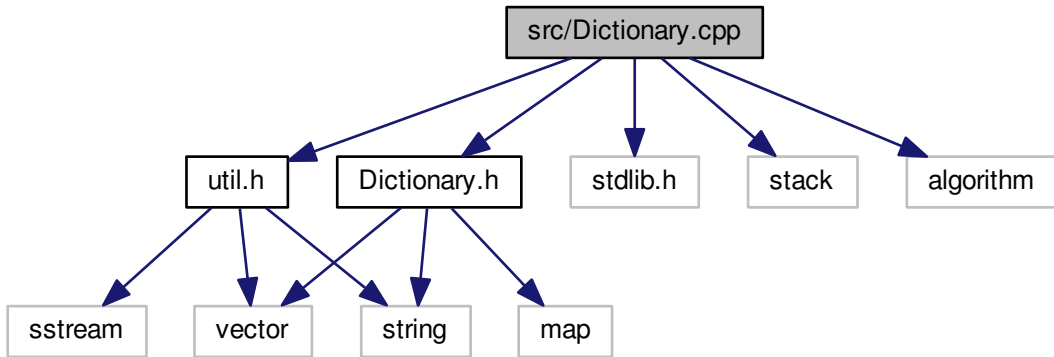 src/Dictionary.cpp
util.h
Dictionary.h
stdlib.h
stack
algorithm
sstream
vector
string
map